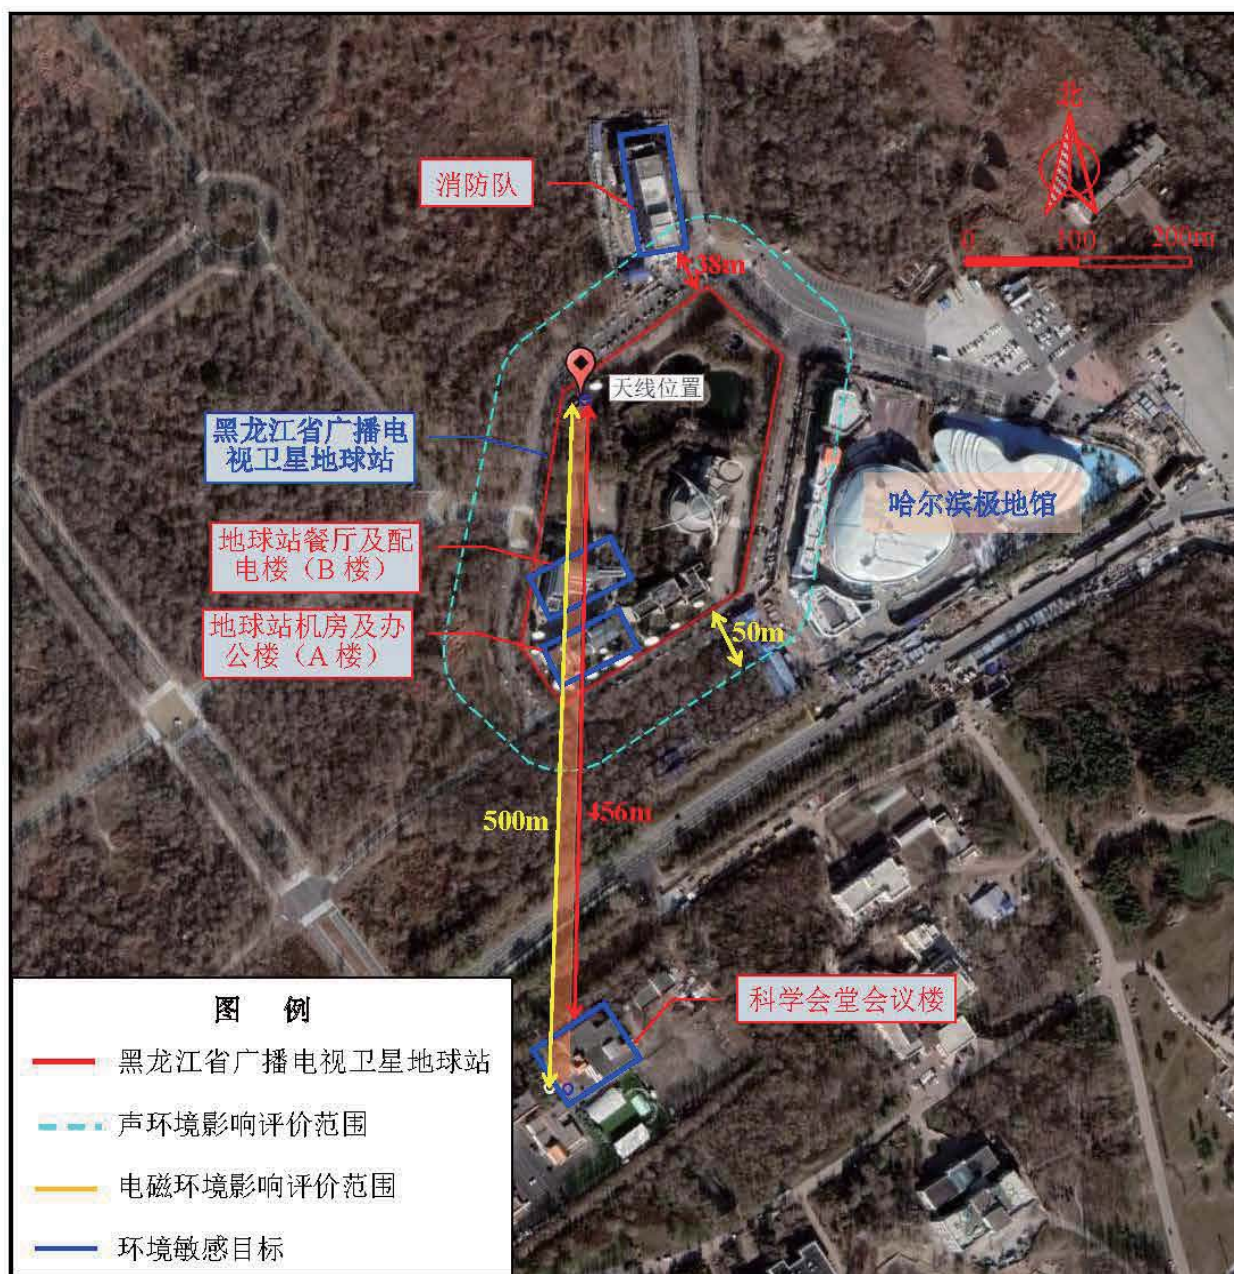 北
0 100 200m
消防队
38m
天线位置
黑龙江省广播电
视卫星地球站
哈尔滨极地馆
地球站餐厅及配
电楼（B 楼）
地球站机房及办
公楼（A 楼）
50m
500m
456m
科学会堂会议楼
图 例
黑龙江省广播电视卫星地球站
声环境影响评价范围
电磁环境影响评价范围
环境敏感目标